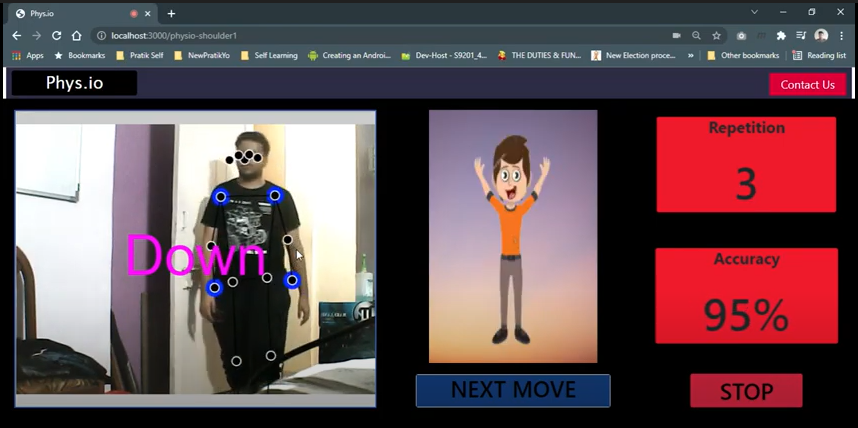 Phys.io
localhost:3000/physio-shoulder1
Apps Bookmarks Pratik Self NewPratikYo Self Learning Creating an Androi... Dev-Host - S9201_4... THE DUTIES & FUN... New Election proce... » Other bookmarks Reading list
Phys.io Contact Us
Down
Repetition
3
Accuracy
95%
NEXT MOVE STOP